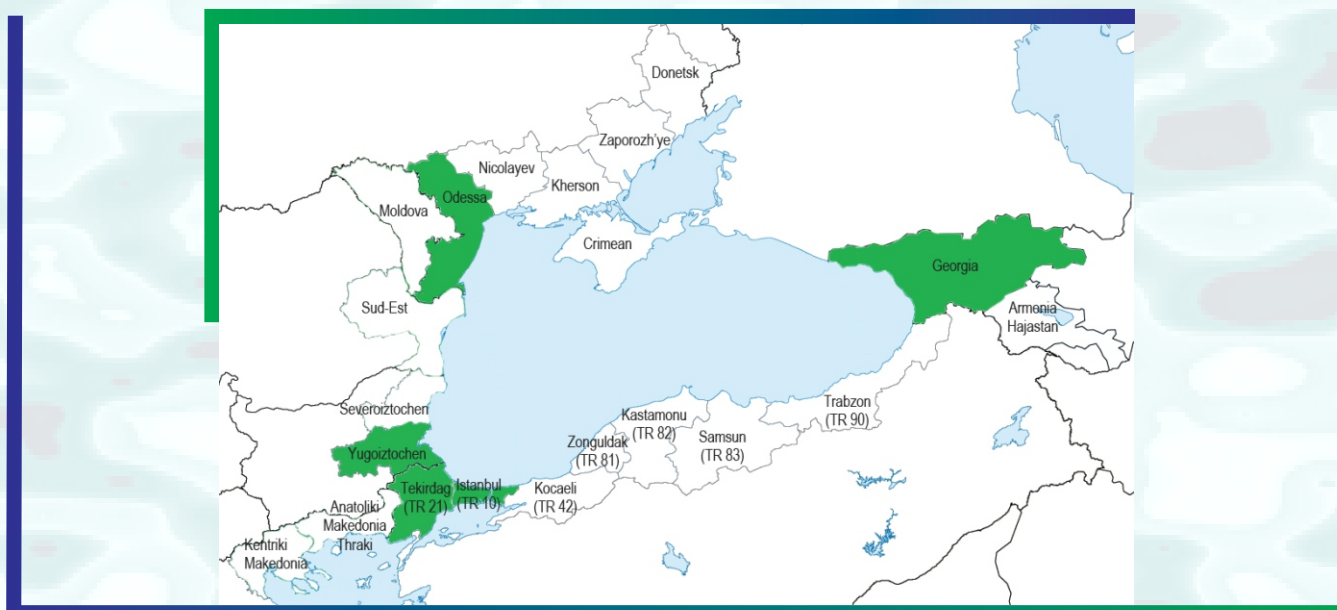 Donetsk
Zaporozh'ye
Nicolayev
Kherson
Odessa
Moldova
Crimean
Georgia
Sud-Est
Armenia
Hajastan
Severoiztochen
Trabzon
(TR 90)
Kastamonu
(TR 82)
Samsun
(TR 83)
Zonguldak
(TR 81)
Yugoiztochen
Tekirdag
(TR 21)
Istanbul
(TR 10)
Kocaeli
(TR 42)
Anatoliki
Makedonia
Thraki
Kentriki
Makedonia